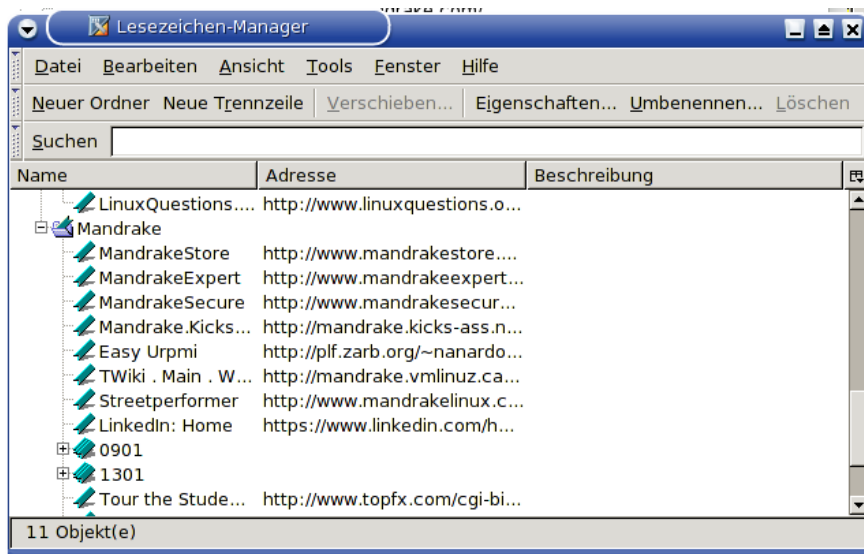 Lesezeichen-Manager
Datei Bearbeiten Ansicht Tools Fenster Hilfe
Neuer Ordner Neue Trennzeile Verschieben... Eigenschaften... Umbenennen... Löschen
Suchen
Name Adresse Beschreibung
LinuxQuestions.... http://www.linuxquestions.o...
Mandrake
MandrakeStore http://www.mandrakestore....
MandrakeExpert http://www.mandrakeexpert...
MandrakeSecure http://www.mandrakesecur...
Mandrake.Kicks... http://mandrake.kicks-ass.n...
Easy Urpmi http://plf.zarb.org/~nanardo...
TWiki . Main . W... http://mandrake.vmlinuz.ca...
Streetperformer http://www.mandrakelinux.c...
LinkedIn: Home https://www.linkedin.com/h...
0901
1301
Tour the Stude... http://www.topfx.com/cgi-bi...
11 Objekt(e)